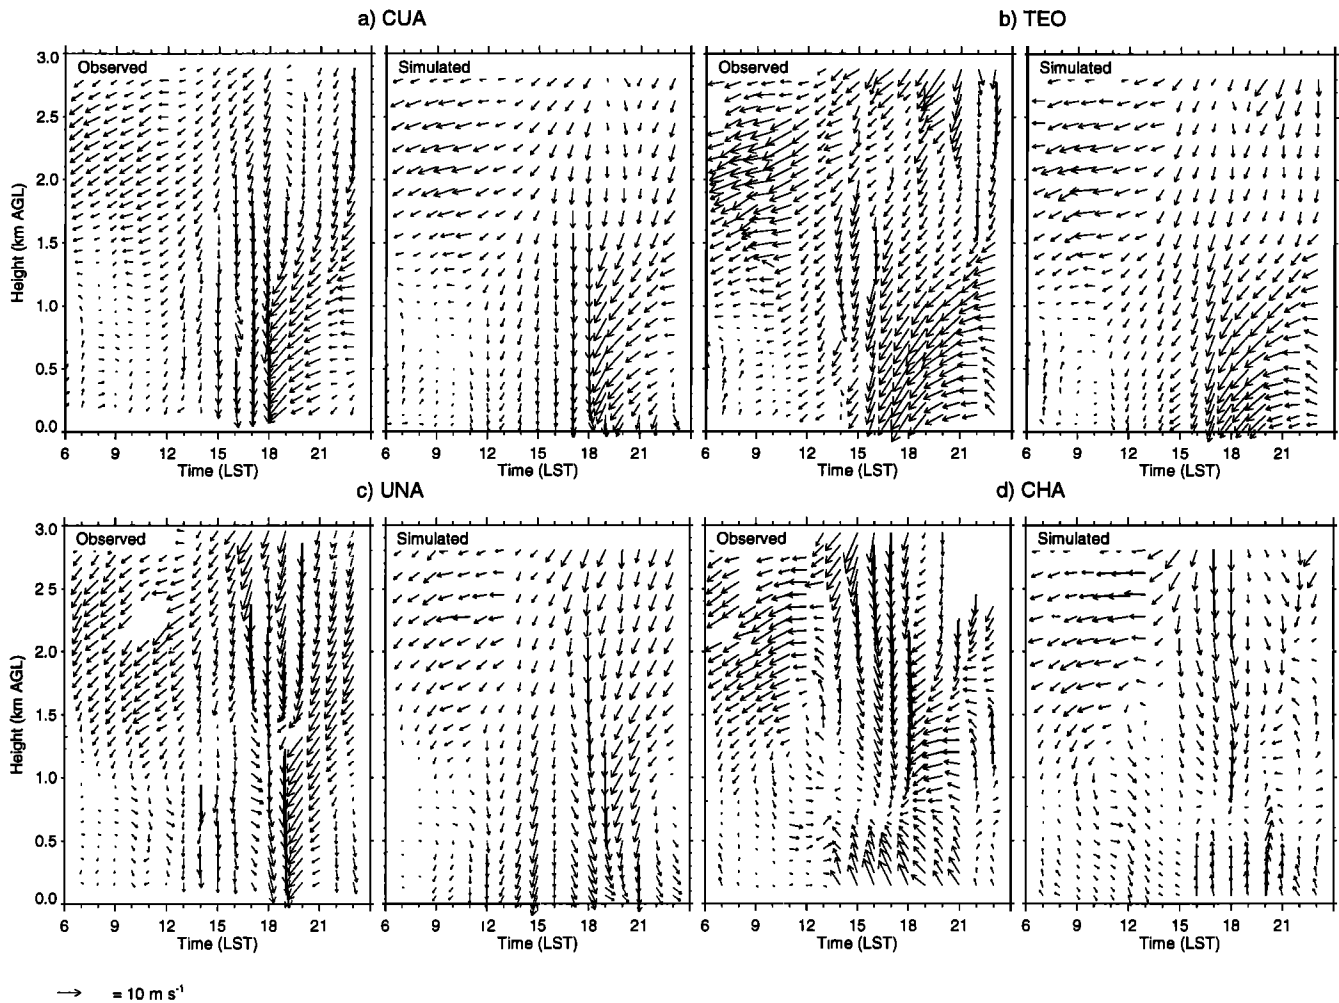 a) CUA
b) TEO
Observed
Simulated
Observed
Simulated
3.0
2.5
2.0
1.5
1.0
0.5
0.0
Height (km AGL)
6 9 12 15 18 21
6 9 12 15 18 21
6 9 12 15 18 21
6 9 12 15 18 21
Time (LST)
Time (LST)
Time (LST)
Time (LST)
c) UNA
d) CHA
Observed
Simulated
Observed
Simulated
3.0
2.5
2.0
1.5
1.0
0.5
0.0
Height (km AGL)
6 9 12 15 18 21
6 9 12 15 18 21
6 9 12 15 18 21
6 9 12 15 18 21
Time (LST)
Time (LST)
Time (LST)
Time (LST)
= 10 m s⁻¹